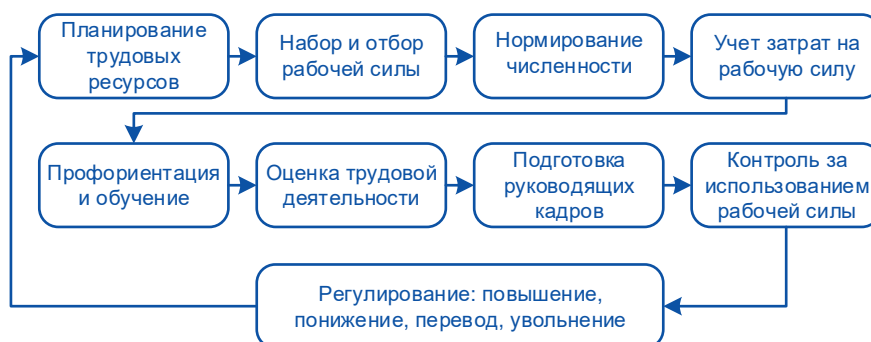 Планирование
трудовых
ресурсов
Набор и отбор
рабочей силы
Нормирование
численности
Учет затрат на
рабочую силу
Профориентация
и обучение
Оценка трудовой
деятельности
Подготовка
руководящих
кадров
Контроль за
использованием
рабочей силы
Регулирование: повышение,
понижение, перевод, увольнение